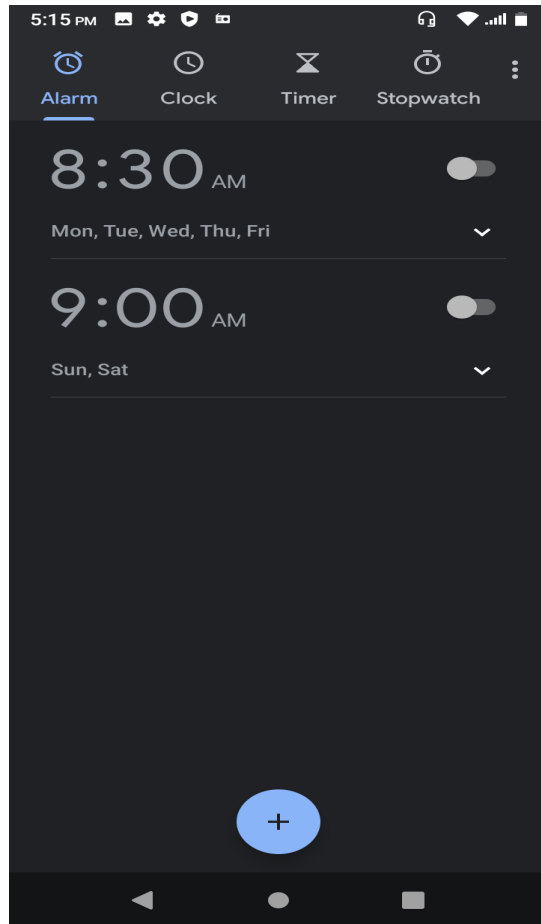 5:15 PM
Alarm Clock Timer Stopwatch
8:30 AM
Mon, Tue, Wed, Thu, Fri
9:00 AM
Sun, Sat
+